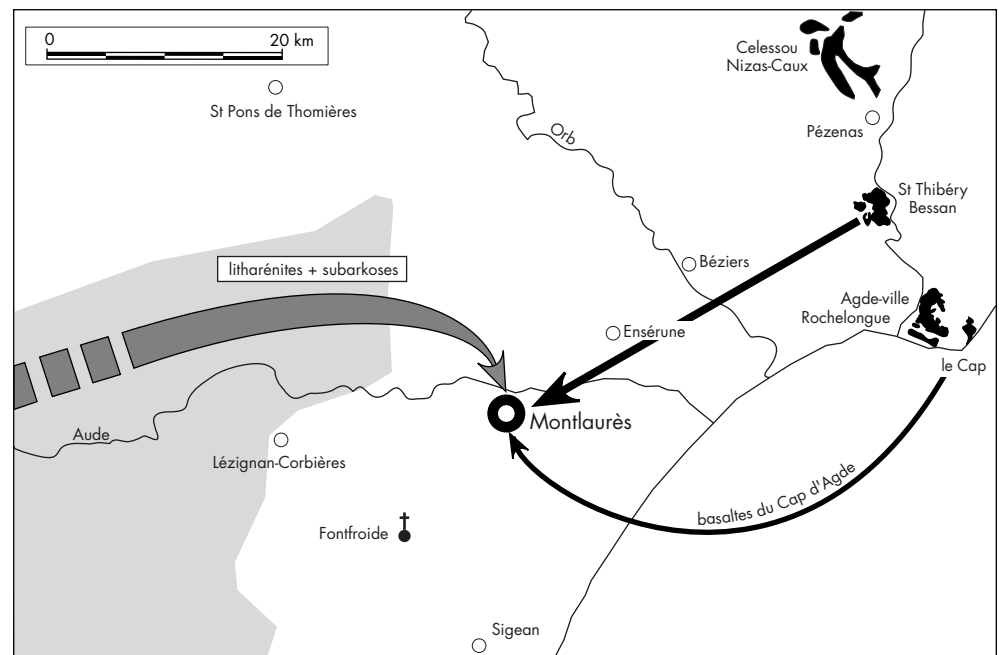 0 20 km
St Pons de Thomières
Celessou
Nizas-Caux
Pézenas
Orb
St Thibéry
Bessan
litharénites + subarkoses
Béziers
Agde-ville
Rochelongue
Ensérune
le Cap
Montlaurès
Aude
Lézignan-Corbières
basaltes du Cap d'Agde
Fontfroide
Sigean